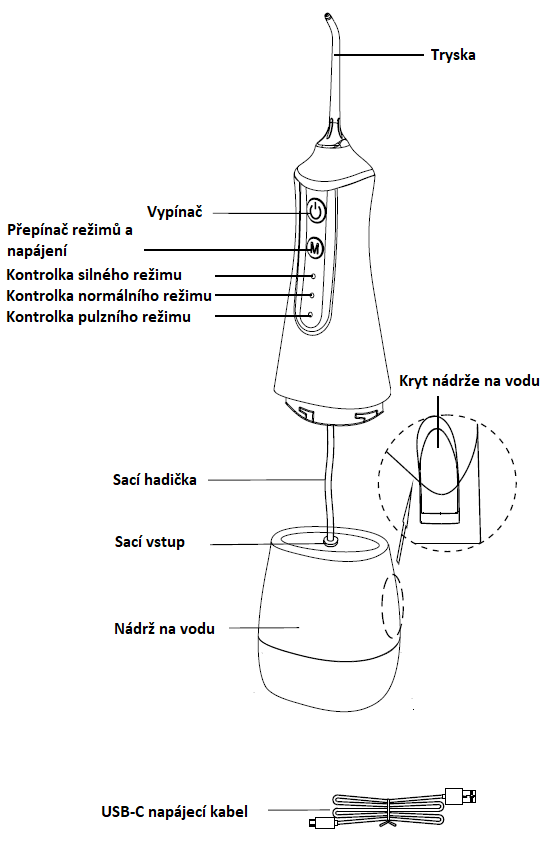 Tryska
Vypínač
Přepínač režimů a
napájení
M
Kontrolka silného režimu
Kontrolka normálního režimu
Kontrolka pulzního režimu
Kryt nádrže na vodu
Sací hadička
Sací vstup
Nádrž na vodu
USB-C napájecí kabel